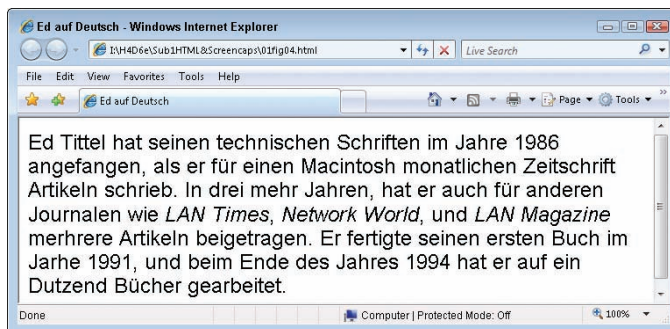 Ed auf Deutsch - Windows Internet Explorer
I:\H4D6e\Sub1HTML&Screencaps\01fig04.html
Live Search
File Edit View Favorites Tools Help
Ed auf Deutsch
Page Tools
Ed Tittel hat seinen technischen Schriften im Jahre 1986
angefangen, als er für einen Macintosh monatlichen Zeitschrift
Artikeln schrieb. In drei mehr Jahren, hat er auch für anderen
Journalen wie LAN Times, Network World, und LAN Magazine
merhrere Artikeln beigetragen. Er fertigte seinen ersten Buch im
Jarhe 1991, und beim Ende des Jahres 1994 hat er auf ein
Dutzend Bücher gearbeitet.
Done Computer | Protected Mode: Off 100%